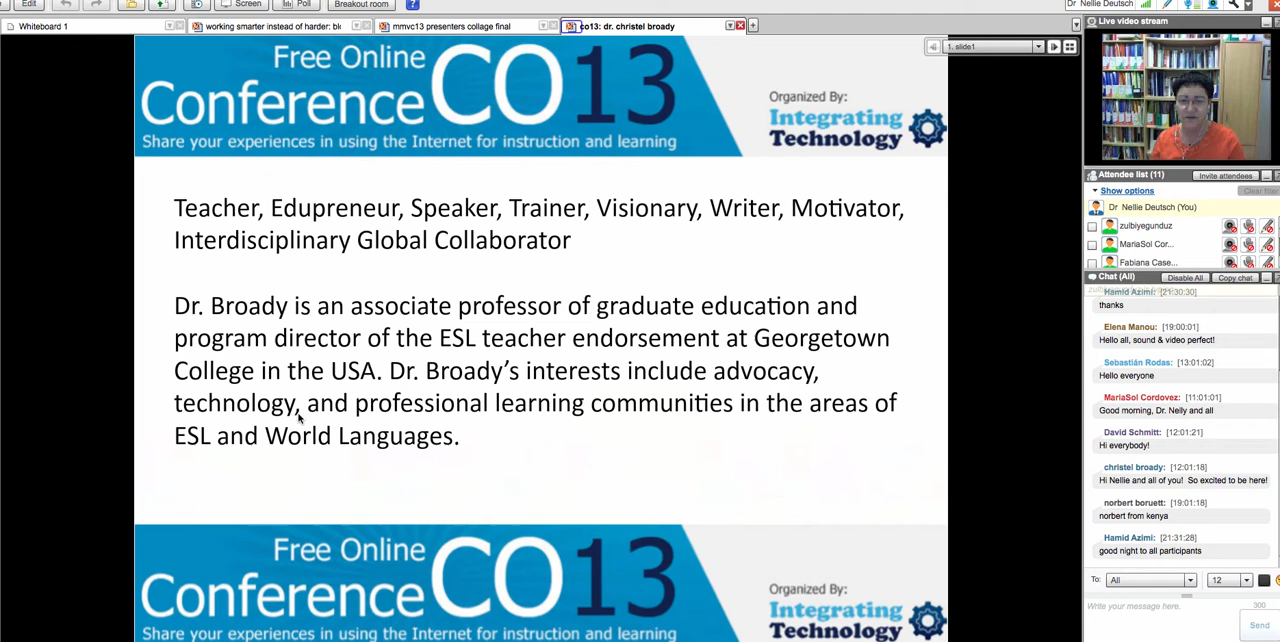 Edit
Screen
Poll
Breakout room
?
Dr Nellie Deutsch
Whiteboard 1
working smarter instead of harder: bl
mmvc13 presenters collage final
co13: dr. christel broady
1. slide1
Free Online
Conference CO13
Share your experiences in using the Internet for instruction and learning
Organized By:
Integrating
Technology
Teacher, Edupreneur, Speaker, Trainer, Visionary, Writer, Motivator,
Interdisciplinary Global Collaborator
Dr. Broady is an associate professor of graduate education and
program director of the ESL teacher endorsement at Georgetown
College in the USA. Dr. Broady’s interests include advocacy,
technology, and professional learning communities in the areas of
ESL and World Languages.
Free Online
Conference CO13
Share your experiences in using the Internet for instruction and learning
Organized By:
Integrating
Technology
Live video stream
Attendee list (11)
Invite attendees
Show options
Clear filter
Dr Nellie Deutsch (You)
zulbiyegunduz
MariaSol Cor...
Fabiana Case...
Chat (All)
Disable All
Copy chat
Hamid Azimi: [21:30:30]
thanks
Elena Manou: [19:00:01]
Hello all, sound & video perfect!
Sebastián Rodas: [13:01:02]
Hello everyone
MariaSol Cordovez: [11:01:01]
Good morning, Dr. Nelly and all
David Schmitt: [12:01:21]
Hi everybody!
christel broady: [12:01:18]
Hi Nellie and all of you! So excited to be here!
norbert boruett: [19:01:18]
norbert from kenya
Hamid Azimi: [21:31:28]
good night to all participants
To:
All
12
Write your message here.
300
Send